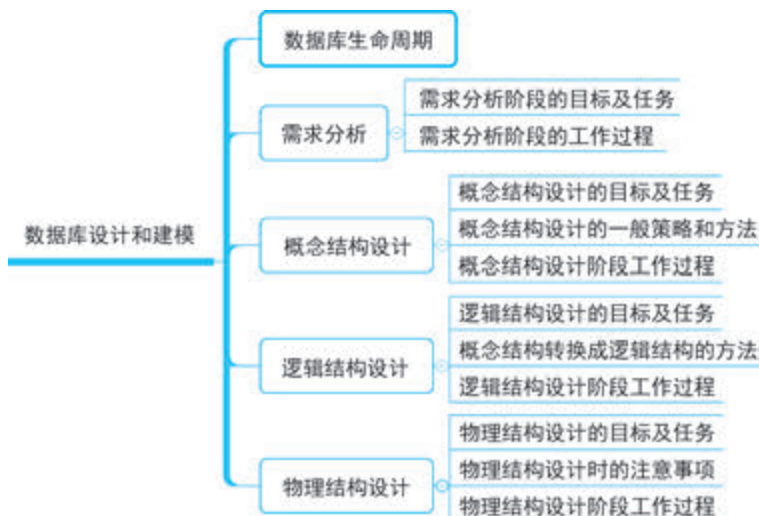 数据库生命周期
需求分析阶段的目标及任务
需求分析
需求分析阶段的工作过程
概念结构设计的目标及任务
数据库设计和建模
概念结构设计
概念结构设计的一般策略和方法
概念结构设计阶段工作过程
逻辑结构设计的目标及任务
逻辑结构设计
概念结构转换成逻辑结构的方法
逻辑结构设计阶段工作过程
物理结构设计的目标及任务
物理结构设计
物理结构设计时的注意事项
物理结构设计阶段工作过程